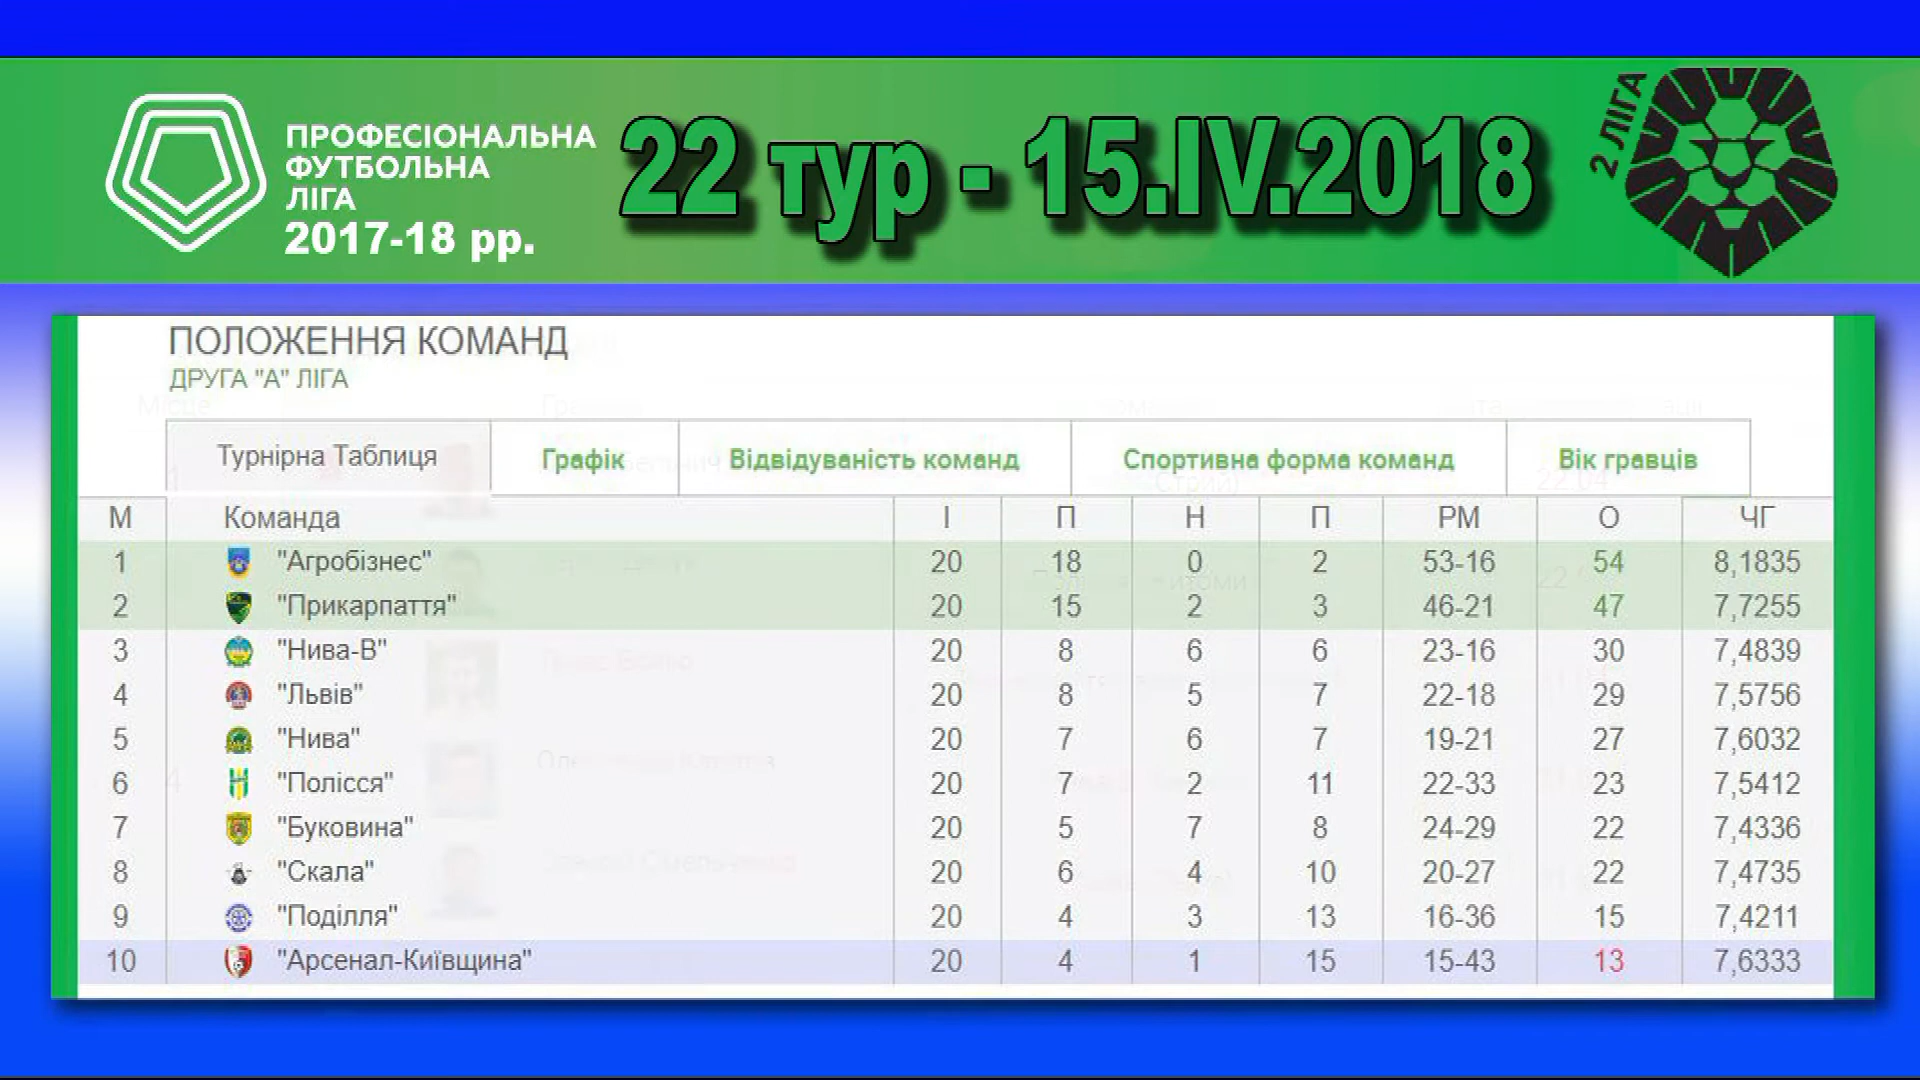 ПРОФЕСІОНАЛЬНА
ФУТБОЛЬНА
ЛІГА
2017-18 рр.
22 тур - 15.IV.2018
2 ЛІГА
ПОЛОЖЕННЯ КОМАНД
ДРУГА "А" ЛІГА
Турнірна Таблиця Графік Відвідуваність команд Спортивна форма команд Вік гравців
М Команда І П Н П РМ О ЧГ
1 "Агробізнес" 20 18 0 2 53-16 54 8,1835
2 "Прикарпаття" 20 15 2 3 46-21 47 7,7255
3 "Нива-В" 20 8 6 6 23-16 30 7,4839
4 "Львів" 20 8 5 7 22-18 29 7,5756
5 "Нива" 20 7 6 7 19-21 27 7,6032
6 "Полісся" 20 7 2 11 22-33 23 7,5412
7 "Буковина" 20 5 7 8 24-29 22 7,4336
8 "Скала" 20 6 4 10 20-27 22 7,4735
9 "Поділля" 20 4 3 13 16-36 15 7,4211
10 "Арсенал-Київщина" 20 4 1 15 15-43 13 7,6333